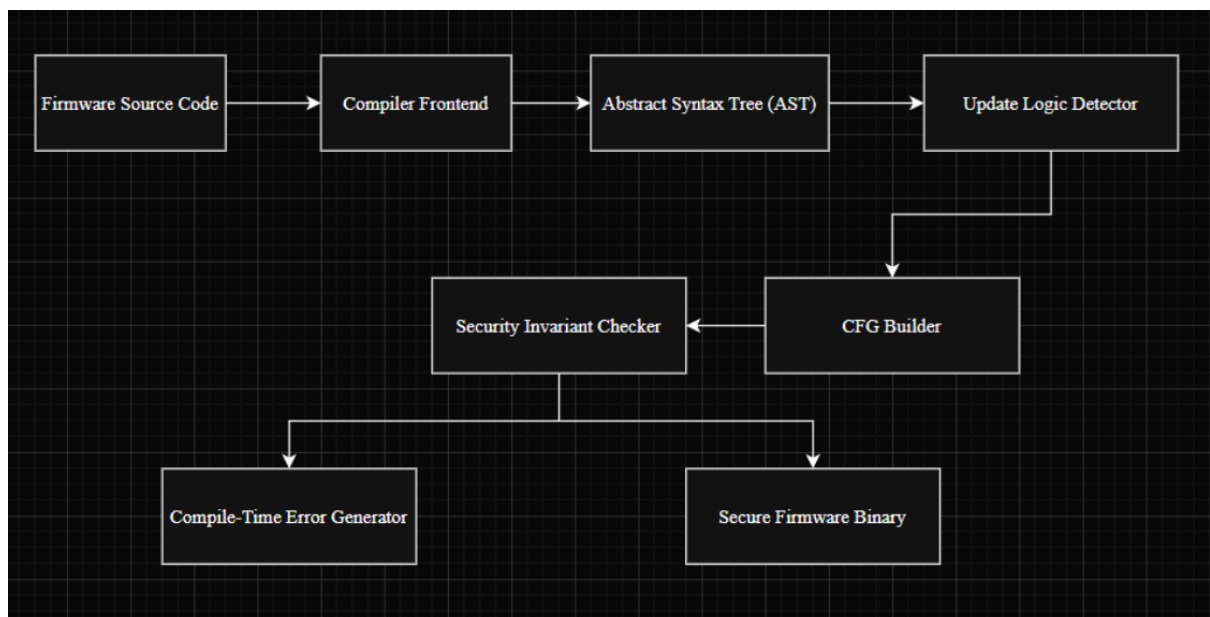 Firmware Source Code
Compiler Frontend
Abstract Syntax Tree (AST)
Update Logic Detector
Security Invariant Checker
CFG Builder
Compile-Time Error Generator
Secure Firmware Binary